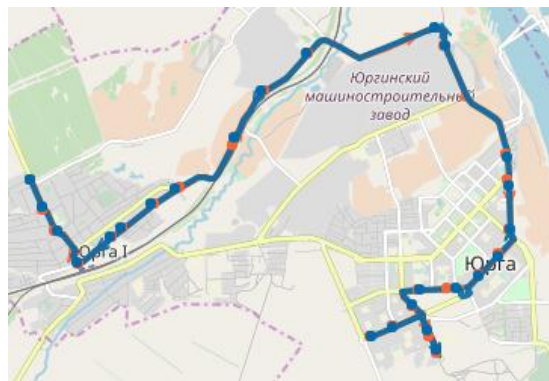 Юргинский
машиностроительный
завод
Юрга I
Юрга